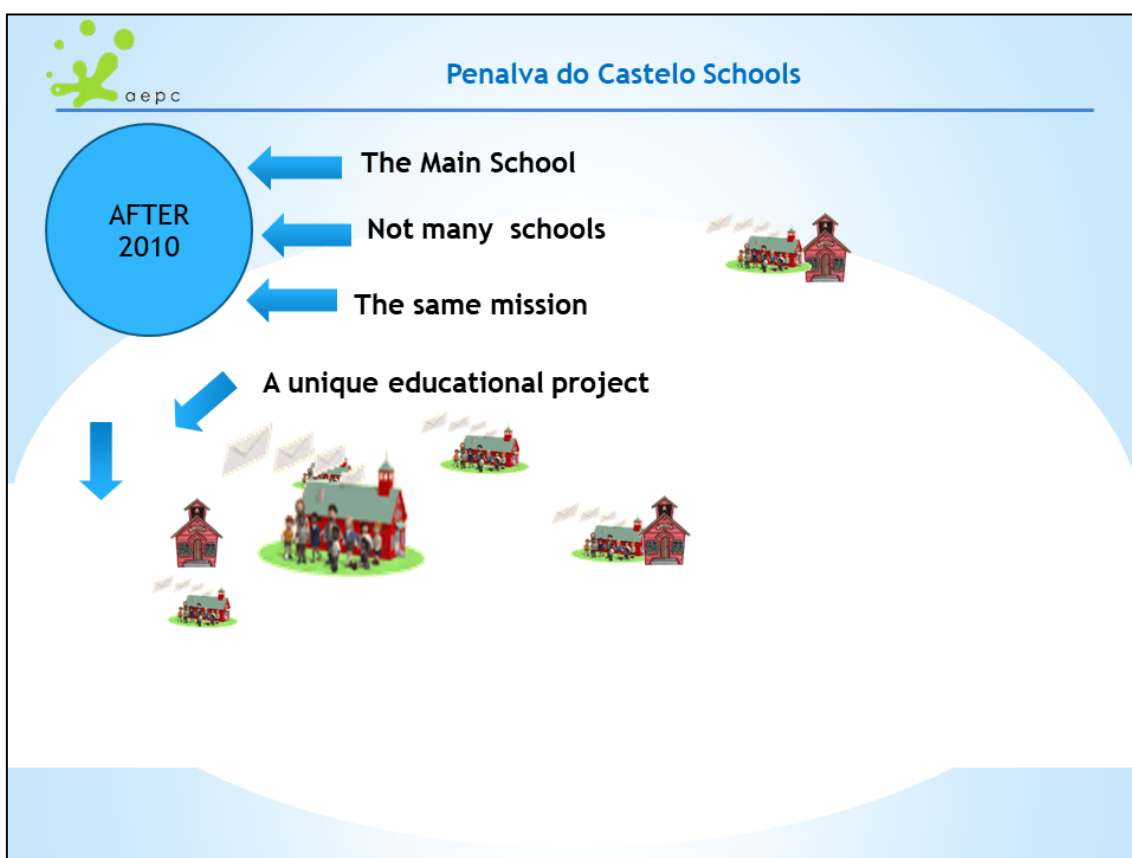 aepc
Penalva do Castelo Schools
AFTER
2010
The Main School
Not many  schools
The same mission
A unique educational project